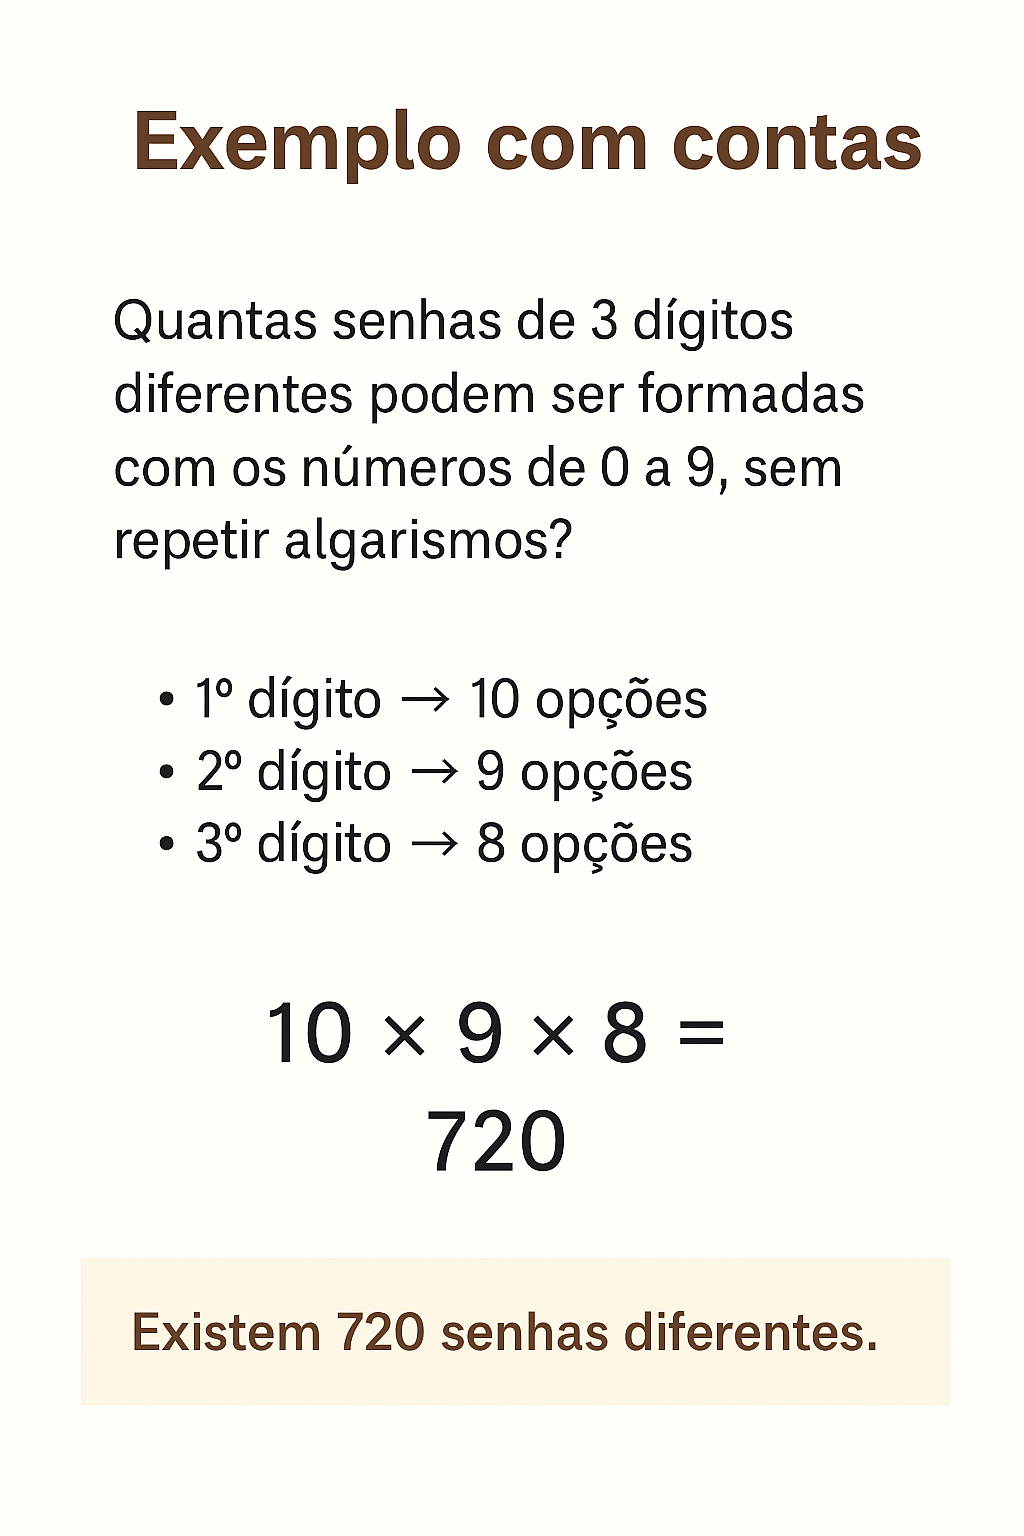 Exemplo com contas
Quantas senhas de 3 dígitos
diferentes podem ser formadas
com os números de 0 a 9, sem
repetir algarismos?
• 1º dígito → 10 opções
• 2º dígito → 9 opções
• 3º dígito → 8 opções
10 × 9 × 8 =
720
Existem 720 senhas diferentes.